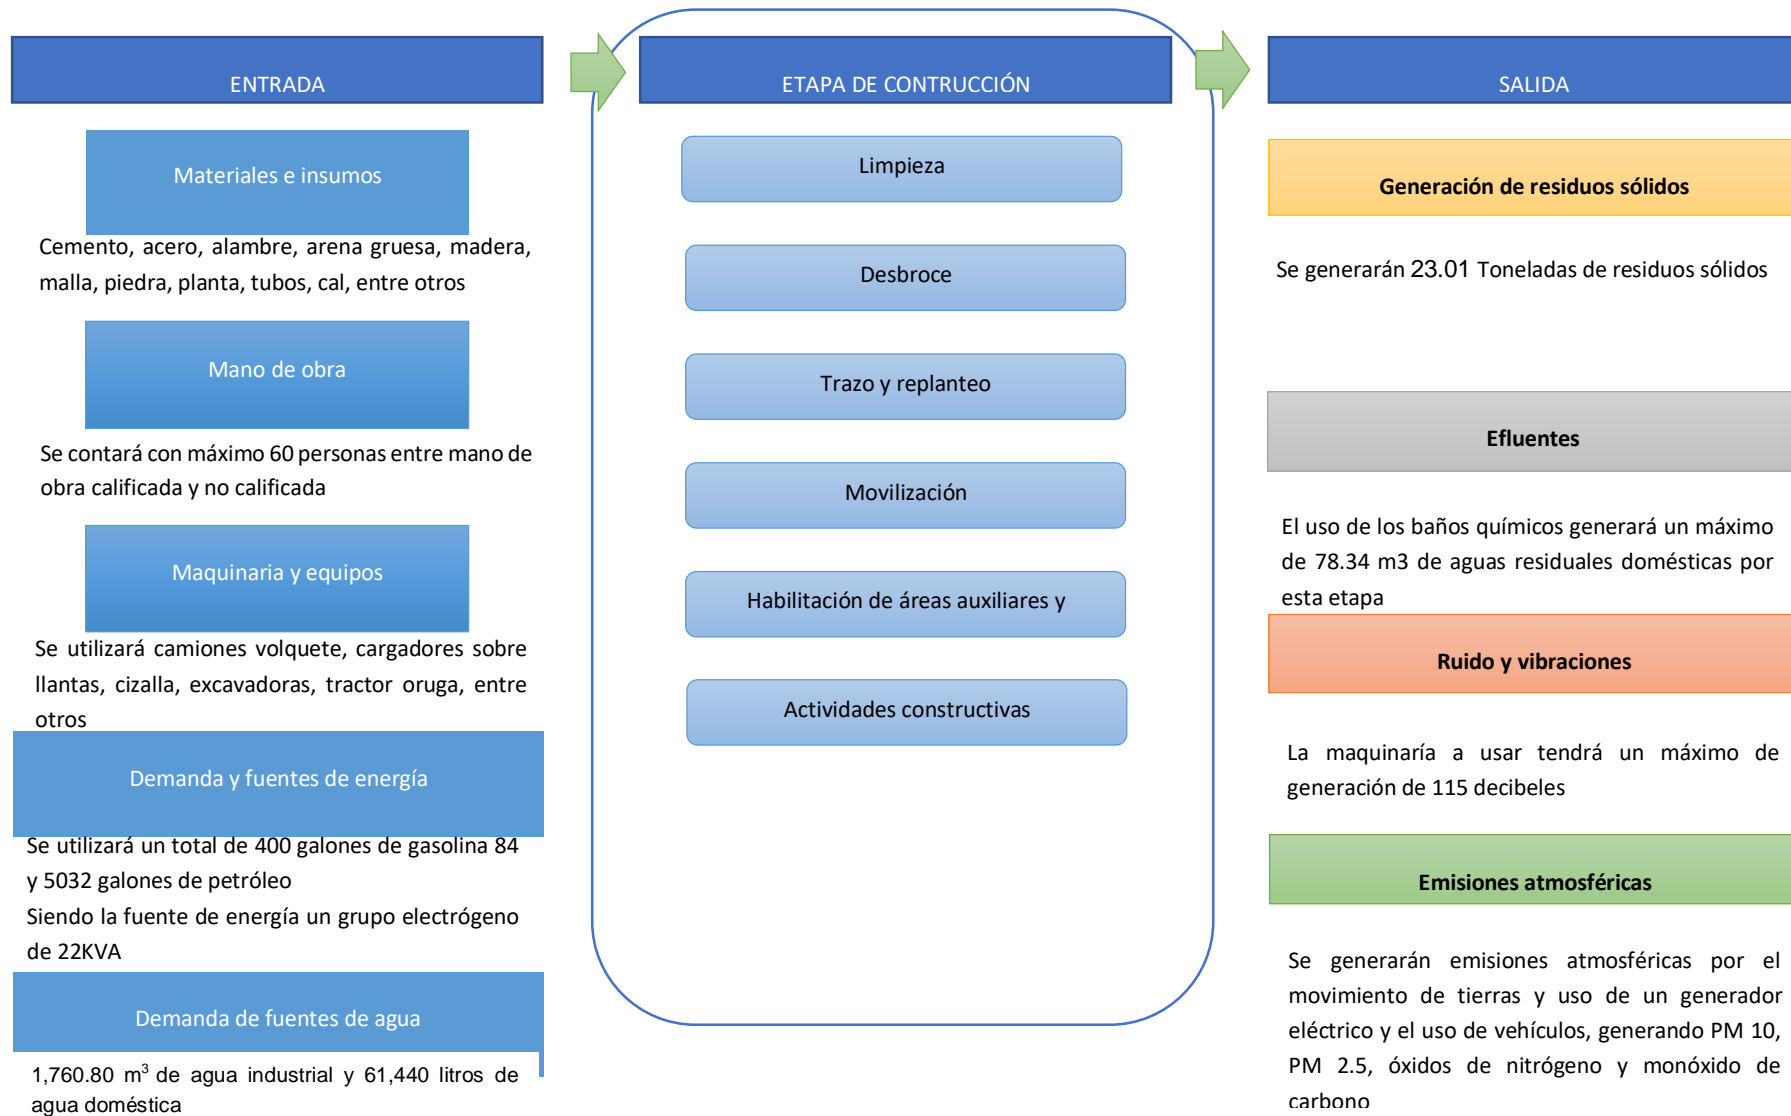 ENTRADA
Materiales e insumos
Cemento, acero, alambre, arena gruesa, madera,
malla, piedra, planta, tubos, cal, entre otros
Mano de obra
Se contará con máximo 60 personas entre mano de
obra calificada y no calificada
Maquinaria y equipos
Se utilizará camiones volquete, cargadores sobre
llantas, cizalla, excavadoras, tractor oruga, entre
otros
Demanda y fuentes de energía
Se utilizará un total de 400 galones de gasolina 84
y 5032 galones de petróleo
Siendo la fuente de energía un grupo electrógeno
de 22KVA
Demanda de fuentes de agua
1,760.80 m³ de agua industrial y 61,440 litros de
agua doméstica
ETAPA DE CONTRUCCIÓN
Limpieza
Desbroce
Trazo y replanteo
Movilización
Habilitación de áreas auxiliares y
Actividades constructivas
SALIDA
Generación de residuos sólidos
Se generarán 23.01 Toneladas de residuos sólidos
Efluentes
El uso de los baños químicos generará un máximo
de 78.34 m3 de aguas residuales domésticas por
esta etapa
Ruido y vibraciones
La maquinaría a usar tendrá un máximo de
generación de 115 decibeles
Emisiones atmosféricas
Se generarán emisiones atmosféricas por el
movimiento de tierras y uso de un generador
eléctrico y el uso de vehículos, generando PM 10,
PM 2.5, óxidos de nitrógeno y monóxido de
carbono